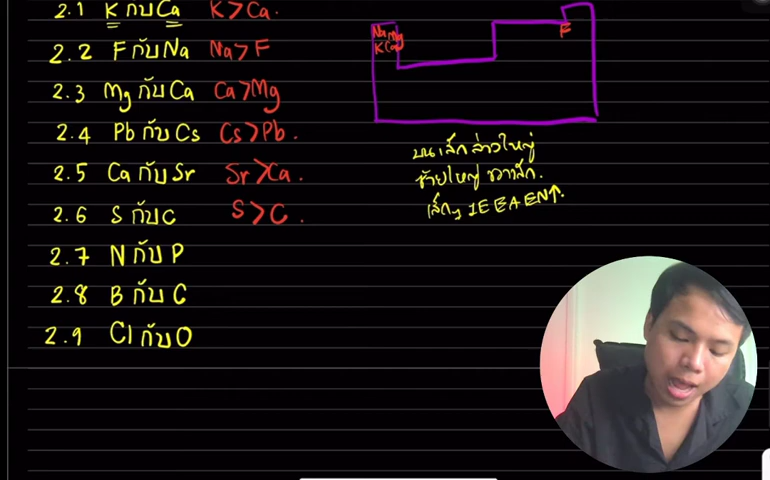 2.1 K กับ Ca K > Ca.
2.2 F กับ Na Na > F
2.3 Mg กับ Ca Ca > Mg
2.4 Pb กับ Cs Cs > Pb.
2.5 Ca กับ Sr Sr > Ca.
2.6 S กับ C S > C.
2.7 N กับ P
2.8 B กับ C
2.9 Cl กับ O
Na Mg
K Ca
F
บนเล็ก ล่างใหญ่
ซ้ายใหญ่ ขวาเล็ก.
เล็กๆ IE EA EN↑.